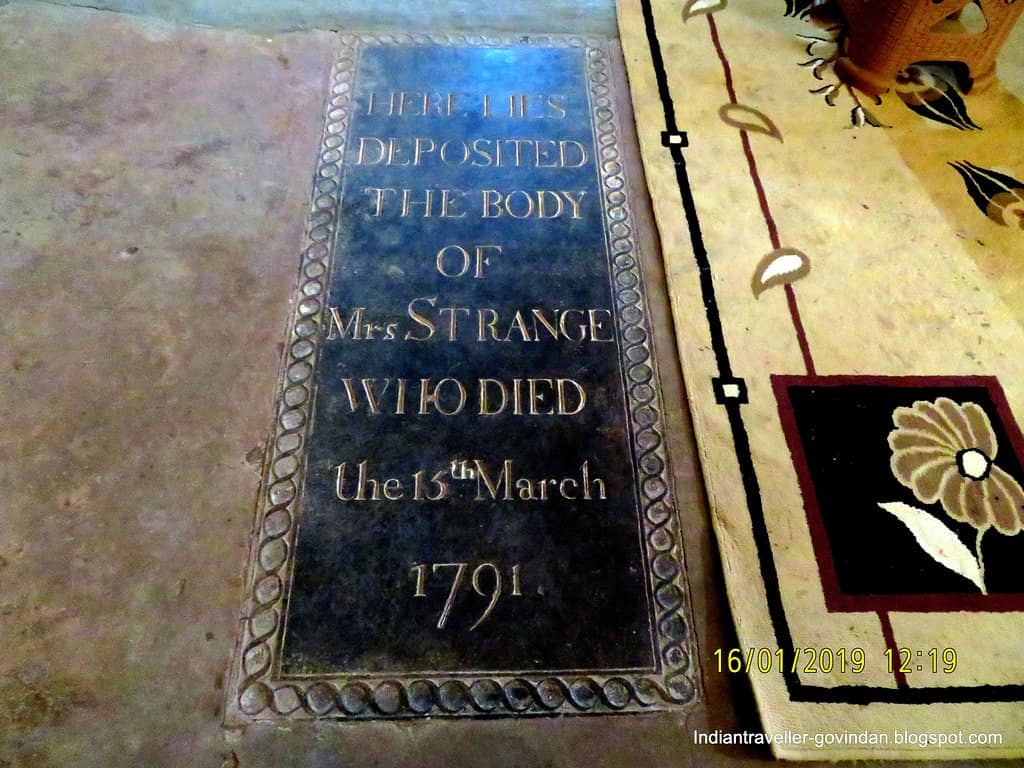 HERE LIES
DEPOSITED
THE BODY
OF
Mrs STRANGE
WHO DIED
the 15th March
1791.
16/01/2019 12:19
Indiantraveller-govindan.blogspot.com